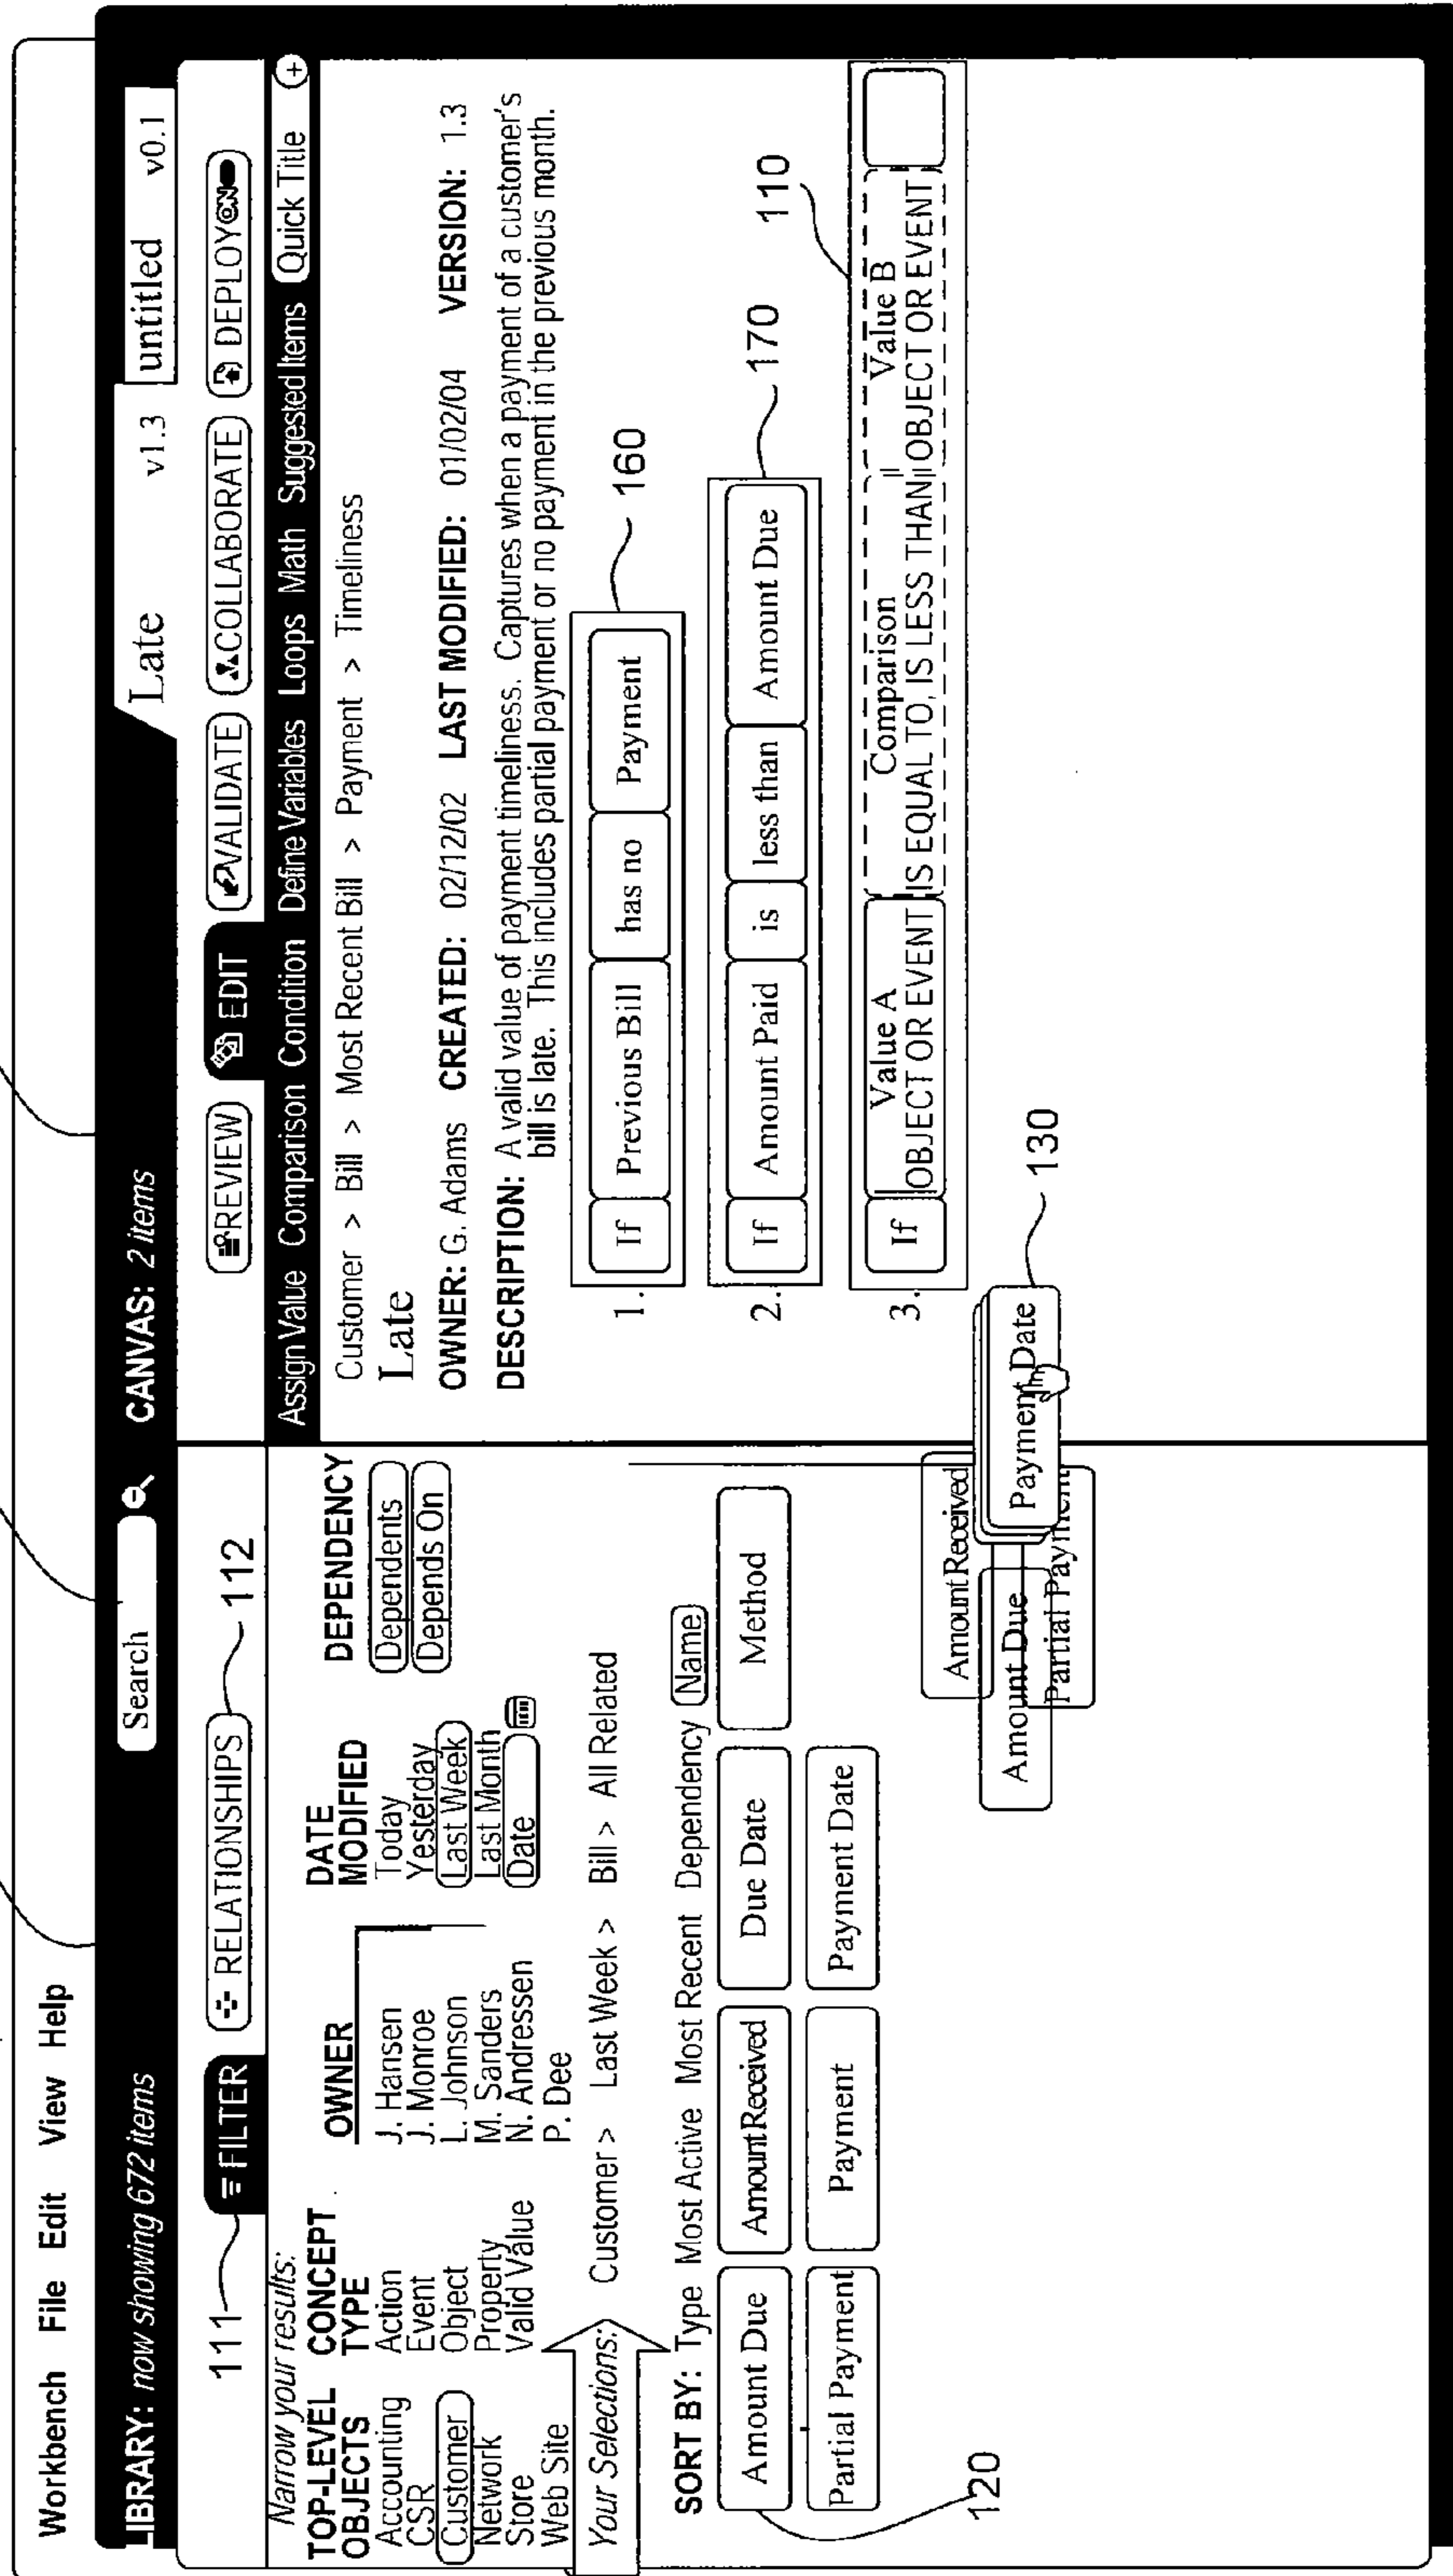 Workbench File Edit View Help
LIBRARY: now showing 672 items
Search
CANVAS: 2 items
Late v1.3
untitled v0.1
111
FILTER
RELATIONSHIPS
112
Narrow your results:
TOP-LEVEL OBJECTS
Accounting
CSR
Customer
Network
Store
Web Site
CONCEPT TYPE
Action
Event
Object
Property
Valid Value
OWNER
J. Hansen
J. Monroe
L. Johnson
M. Sanders
N. Andressen
P. Dee
DATE MODIFIED
Today
Yesterday
Last Week
Last Month
Date
DEPENDENCY
Dependents
Depends On
Your Selections:
Customer > Last Week > Bill > All Related
SORT BY: Type Most Active Most Recent Dependency Name
Amount Due
Amount Received
Due Date
Method
Partial Payment
Payment
Payment Date
120
Amount Received
Amount Due
Partial Payment
Payment Date
130
REVIEW
EDIT
VALIDATE
COLLABORATE
DEPLOY
Assign Value Comparison Condition Define Variables Loops Math Suggested Items Quick Title +
Customer > Bill > Most Recent Bill > Payment > Timeliness
Late
OWNER: G. Adams CREATED: 02/12/02 LAST MODIFIED: 01/02/04 VERSION: 1.3
DESCRIPTION: A valid value of payment timeliness. Captures when a payment of a customer's
bill is late. This includes partial payment or no payment in the previous month.
1. If Previous Bill has no Payment
160
2. If Amount Paid is less than Amount Due
170
3. If
Value A
OBJECT OR EVENT
Comparison
IS EQUAL TO, IS LESS THAN
Value B
OBJECT OR EVENT
110